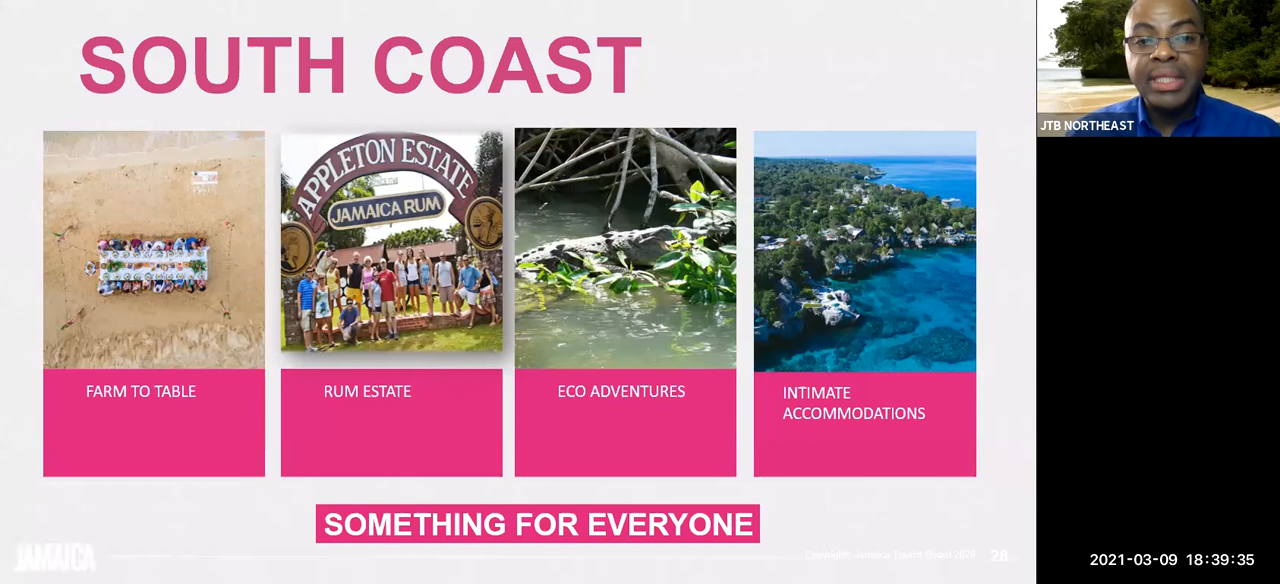 SOUTH COAST
JTB NORTHEAST
APPLETON ESTATE
JAMAICA RUM
FARM TO TABLE
RUM ESTATE
ECO ADVENTURES
INTIMATE
ACCOMMODATIONS
SOMETHING FOR EVERYONE
JAMAICA
28
2021-03-09 18:39:35